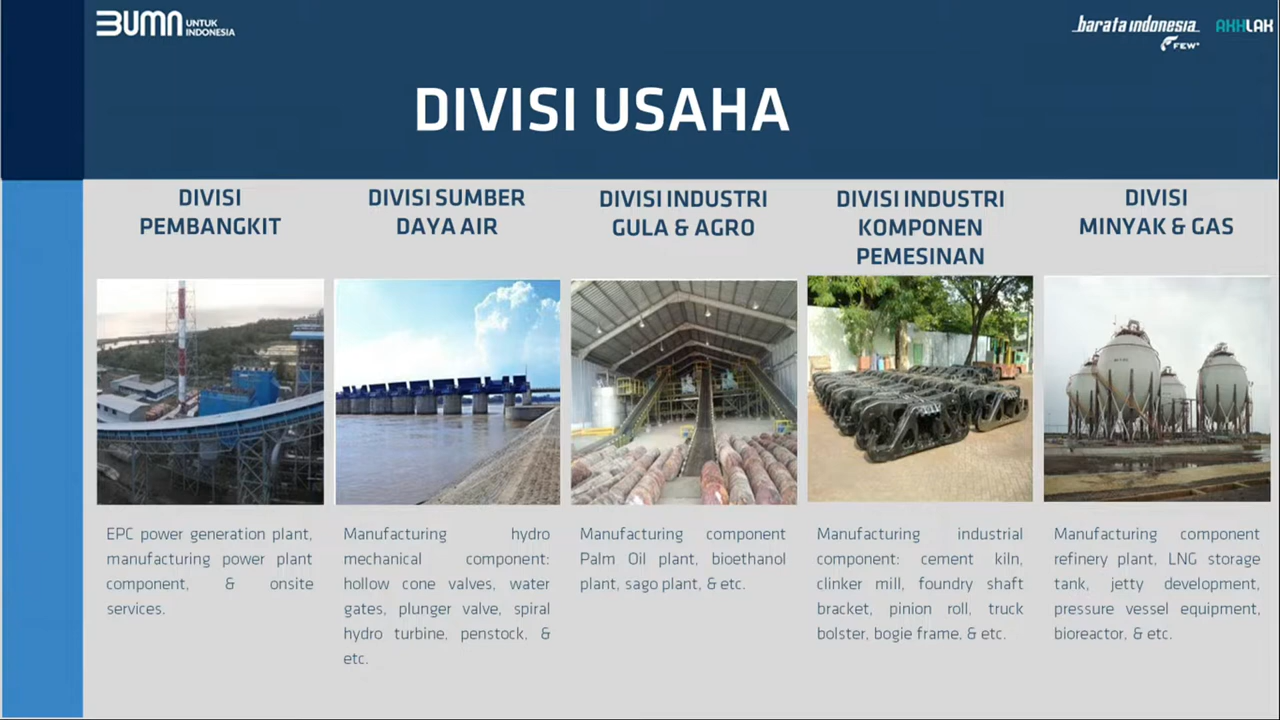 BUMN UNTUK
INDONESIA
barata indonesia
FEW
AKHLAK
DIVISI USAHA
DIVISI
PEMBANGKIT
EPC power generation plant,
manufacturing power plant
component, & onsite
services.
DIVISI SUMBER
DAYA AIR
Manufacturing hydro
mechanical component:
hollow cone valves, water
gates, plunger valve, spiral
hydro turbine, penstock, &
etc.
DIVISI INDUSTRI
GULA & AGRO
Manufacturing component
Palm Oil plant, bioethanol
plant, sago plant, & etc.
DIVISI INDUSTRI
KOMPONEN
PEMESINAN
Manufacturing industrial
component: cement kiln,
clinker mill, foundry shaft
bracket, pinion roll, truck
bolster, bogie frame, & etc.
DIVISI
MINYAK & GAS
Manufacturing component
refinery plant, LNG storage
tank, jetty development,
pressure vessel equipment,
bioreactor, & etc.